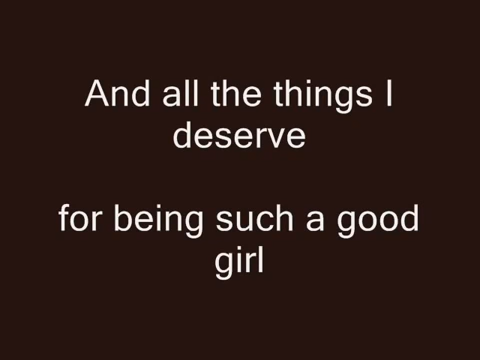 And all the things I
deserve
for being such a good
girl